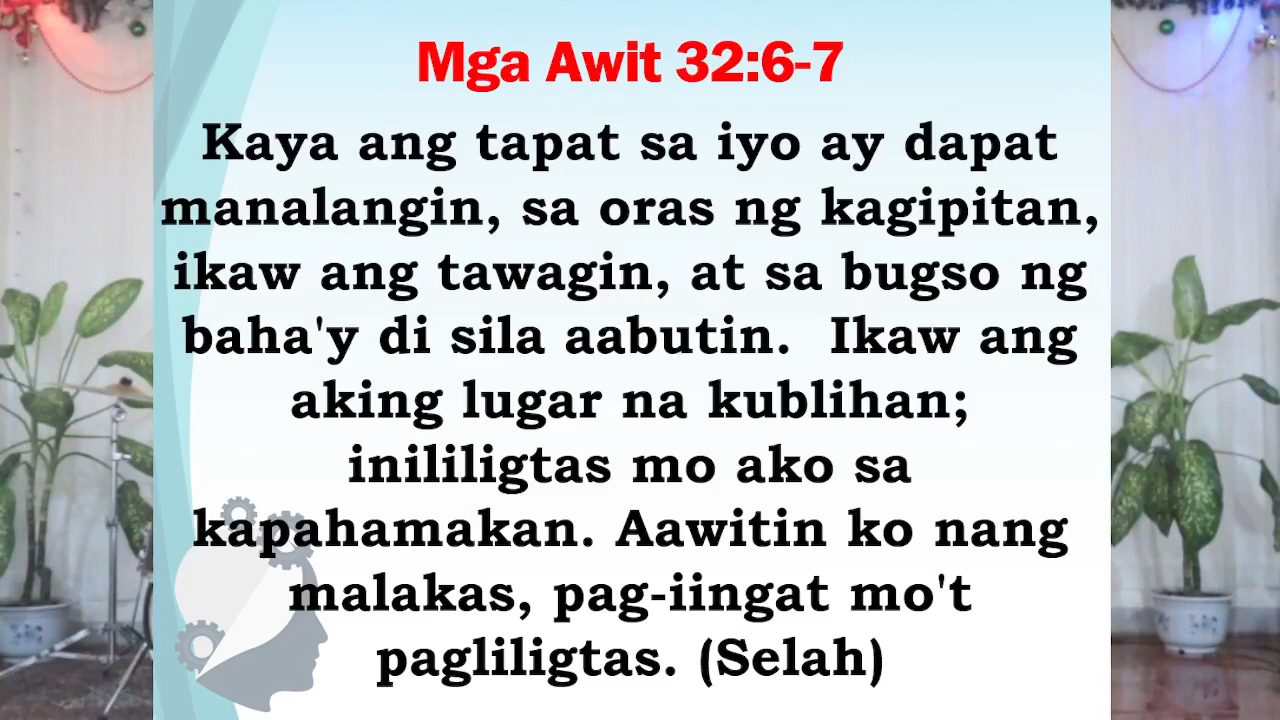 Mga Awit 32:6-7
Kaya ang tapat sa iyo ay dapat
manalangin, sa oras ng kagipitan,
ikaw ang tawagin, at sa bugso ng
baha'y di sila aabutin.  Ikaw ang
aking lugar na kublihan;
inililigtas mo ako sa
kapahamakan. Aawitin ko nang
malakas, pag-iingat mo't
pagliligtas. (Selah)